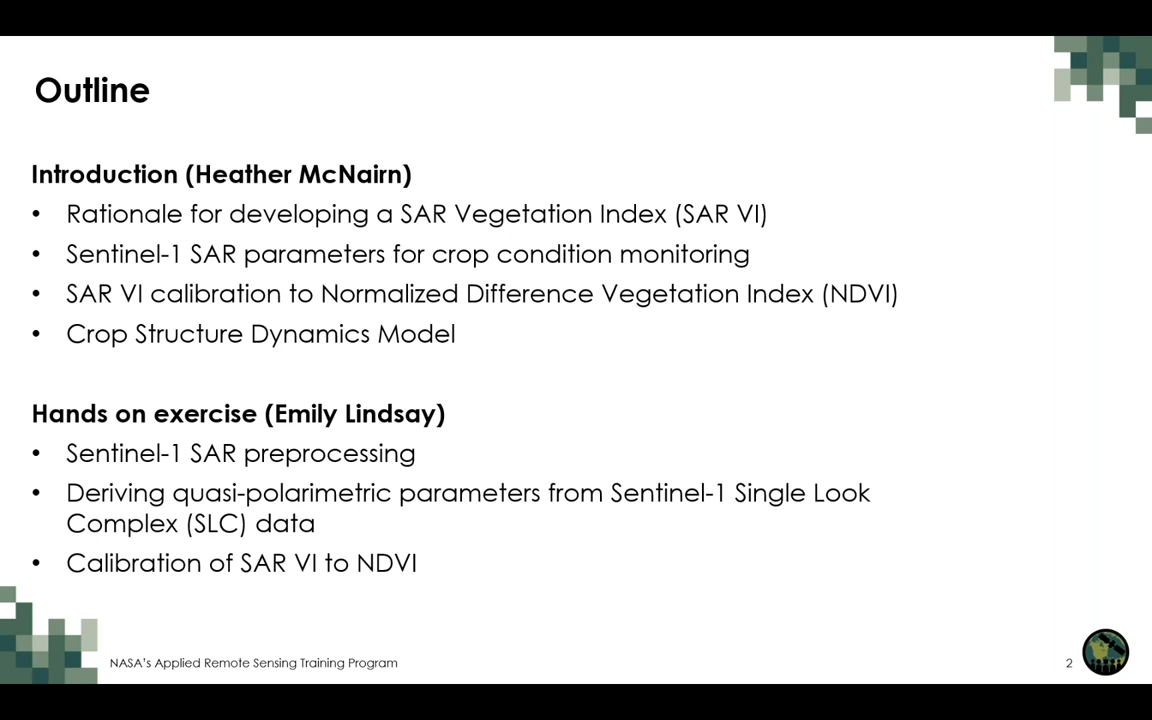 Outline
Introduction (Heather McNairn)
• Rationale for developing a SAR Vegetation Index (SAR VI)
• Sentinel-1 SAR parameters for crop condition monitoring
• SAR VI calibration to Normalized Difference Vegetation Index (NDVI)
• Crop Structure Dynamics Model
Hands on exercise (Emily Lindsay)
• Sentinel-1 SAR preprocessing
• Deriving quasi-polarimetric parameters from Sentinel-1 Single Look
Complex (SLC) data
• Calibration of SAR VI to NDVI
NASA's Applied Remote Sensing Training Program
2